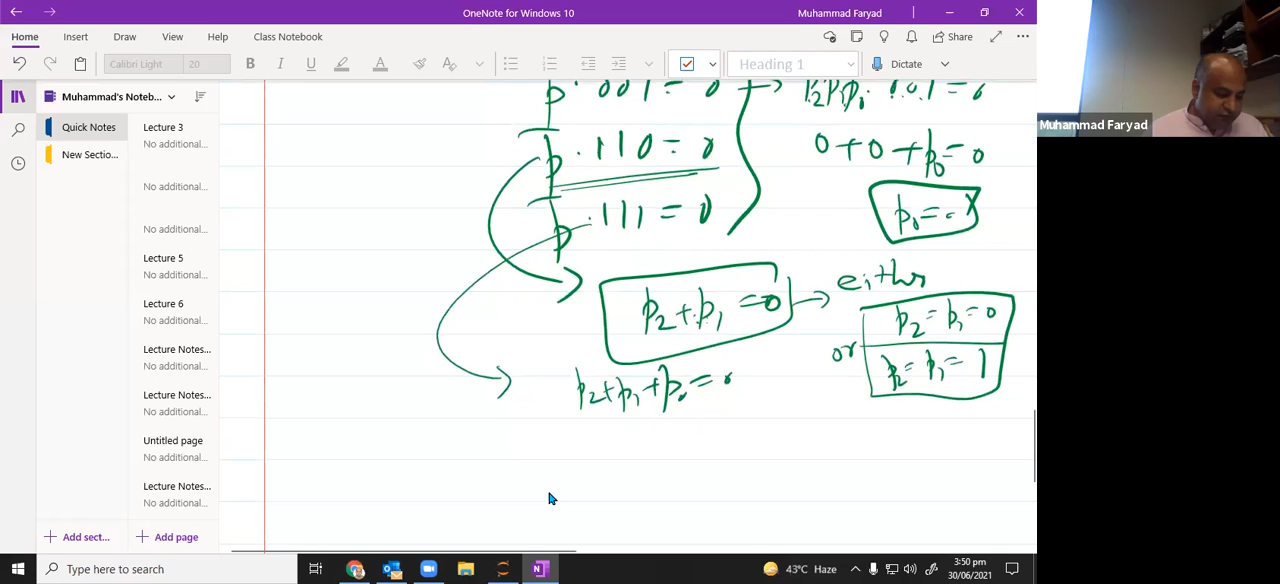 OneNote for Windows 10
Muhammad Faryad
Home Insert Draw View Help Class Notebook
Share
Calibri Light 20 B I U A Heading 1 Dictate
Muhammad's Noteb...
Quick Notes
New Sectio...
Lecture 3
No additional...
No additional...
No additional...
Lecture 5
No additional...
Lecture 6
No additional...
Lecture Notes...
No additional...
Lecture Notes...
No additional...
Untitled page
No additional...
Lecture Notes...
No additional...
Add sect...
Add page
p · 001 = 0
p · 110 = 0
p · 111 = 0
0 + 0 + p₀ = 0
p₀ = 0
p₂ + p₁ = 0
either
p₂ = p₁ = 0
or
p₂ = p₁ = 1
p₂ + p₁ + p₀ = 0
Muhammad Faryad
Type here to search
43°C Haze
3:50 pm
30/06/2021